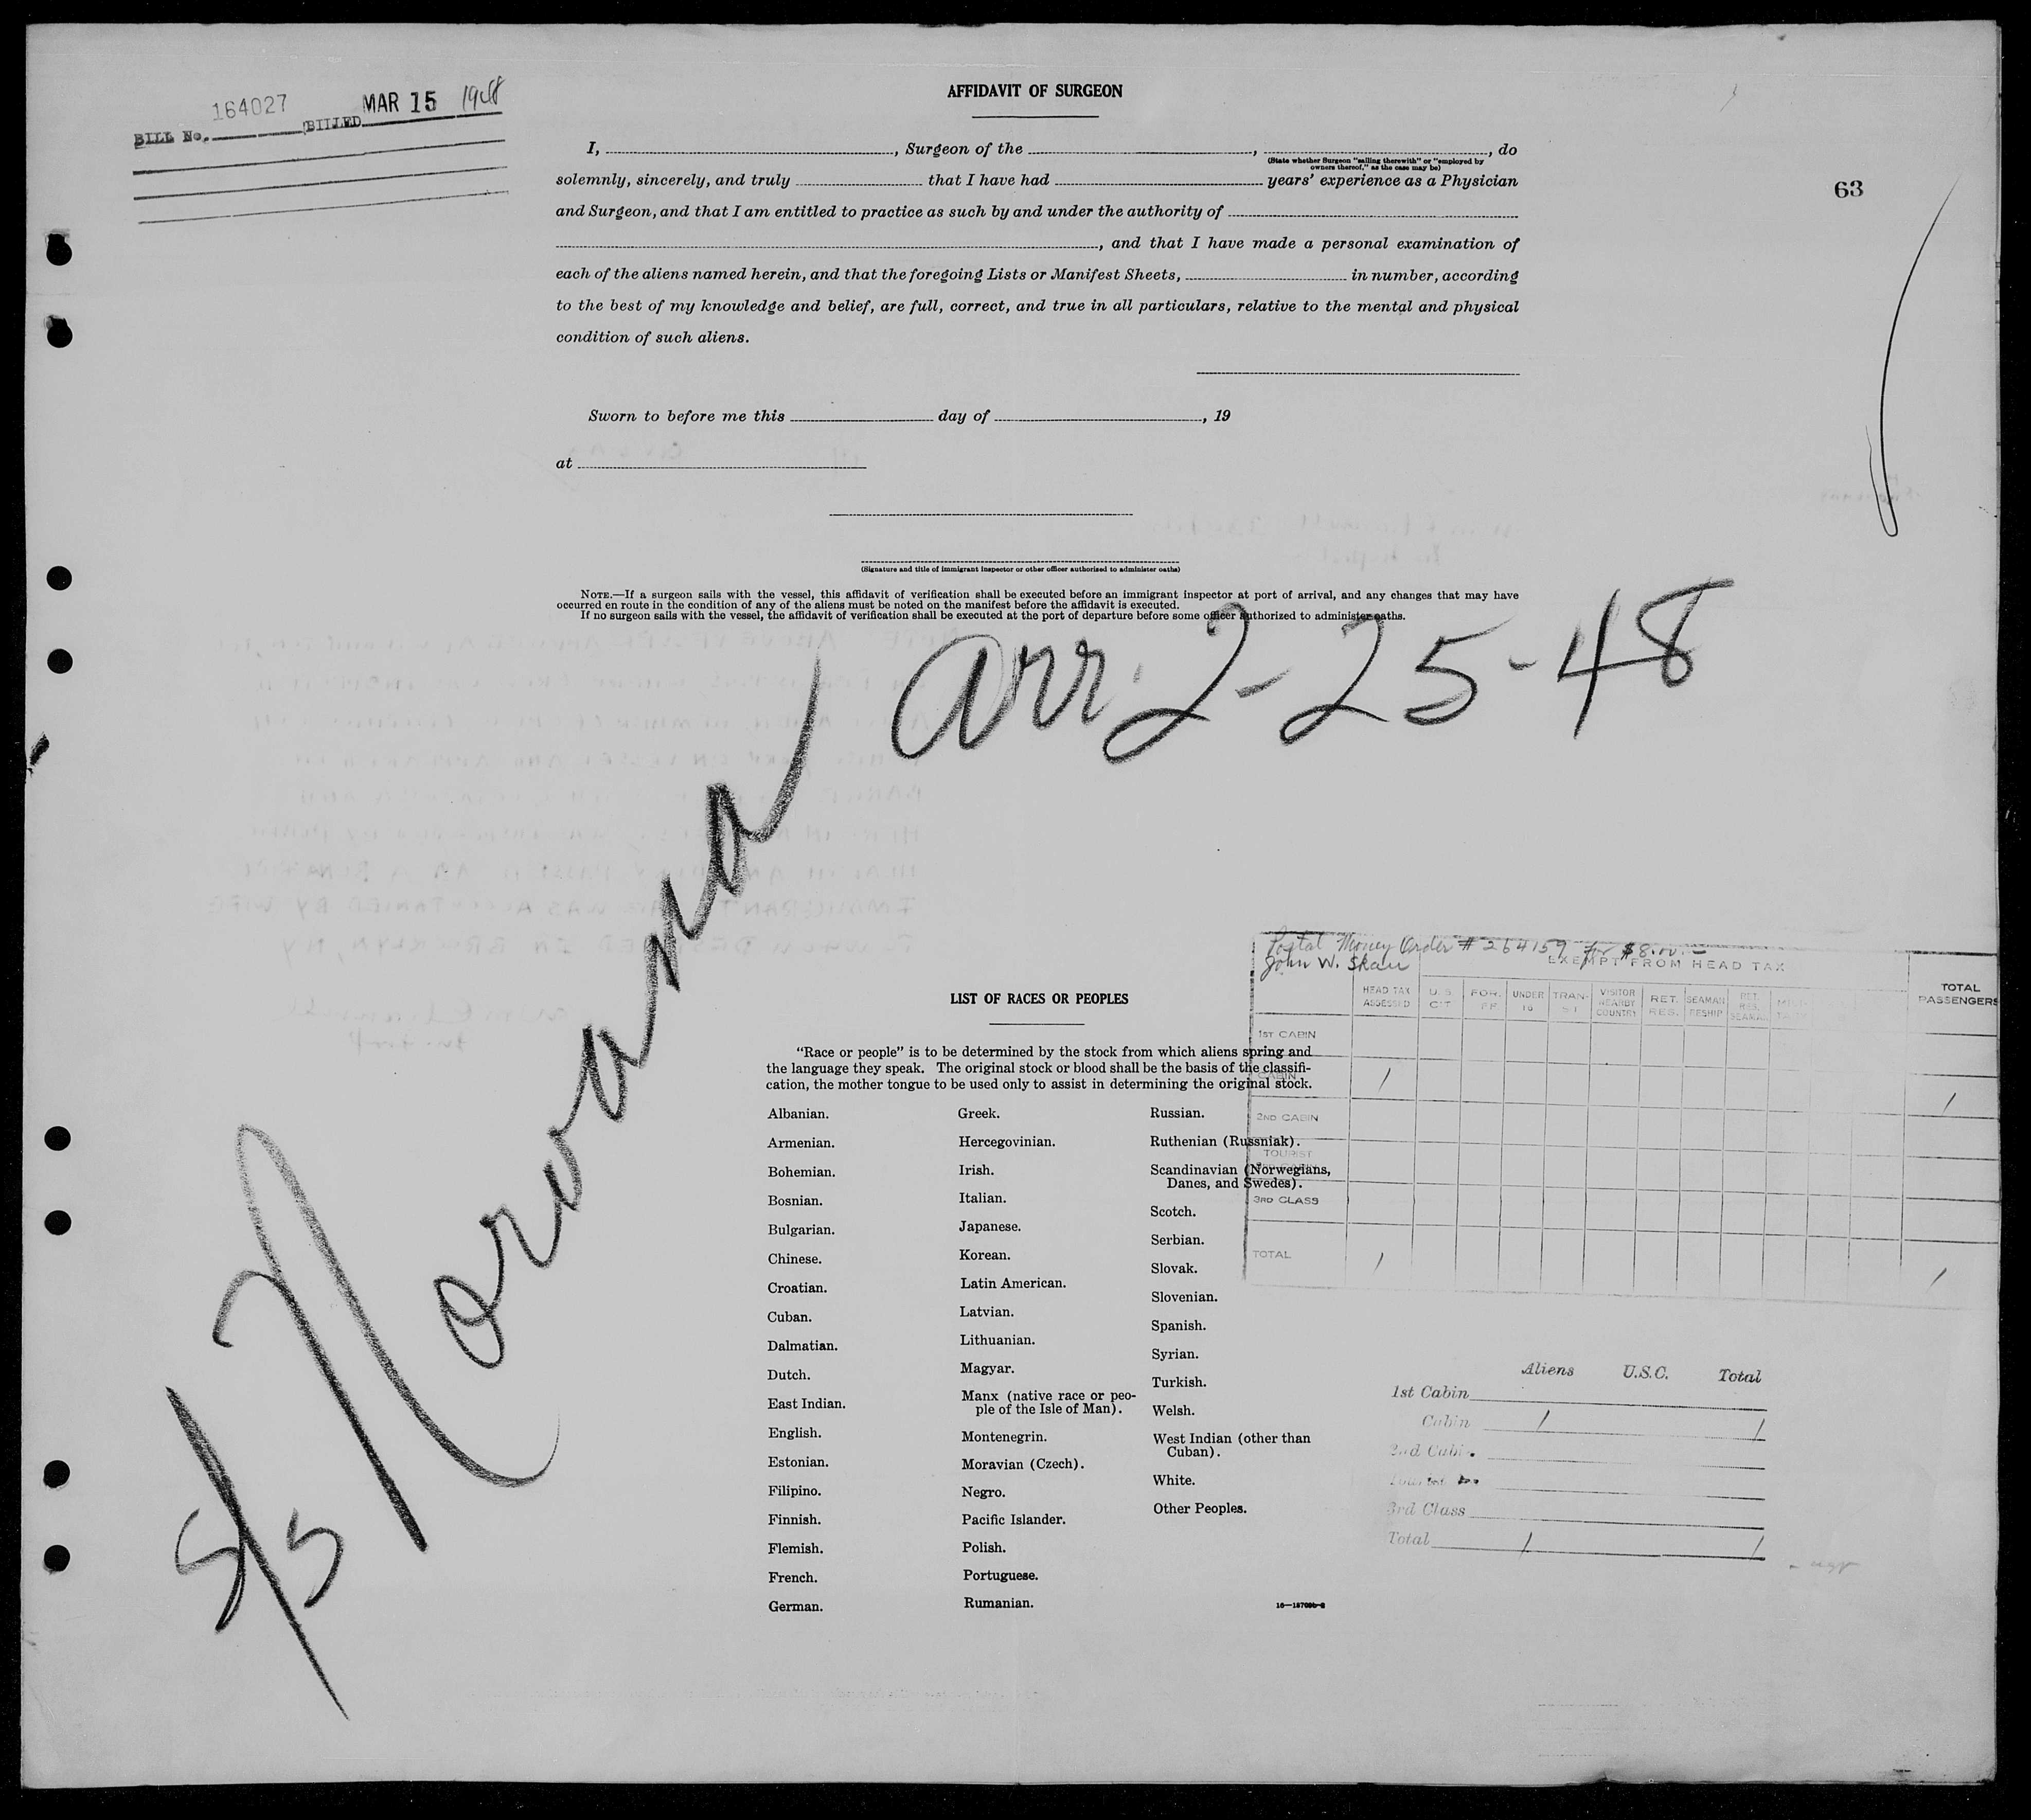 164027 MAR 15 1948
BILL No. BILLED
AFFIDAVIT OF SURGEON
63
I, , Surgeon of the , , do
(State whether Surgeon "sailing therewith" or "employed by
owners thereof," as the case may be)
solemnly, sincerely, and truly that I have had years' experience as a Physician
and Surgeon, and that I am entitled to practice as such by and under the authority of
, and that I have made a personal examination of
each of the aliens named herein, and that the foregoing Lists or Manifest Sheets, in number, according
to the best of my knowledge and belief, are full, correct, and true in all particulars, relative to the mental and physical
condition of such aliens.
Sworn to before me this day of , 19
at
(Signature and title of immigrant inspector or other officer authorized to administer oaths)
NOTE.—If a surgeon sails with the vessel, this affidavit of verification shall be executed before an immigrant inspector at port of arrival, and any changes that may have
occurred en route in the condition of any of the aliens must be noted on the manifest before the affidavit is executed.
If no surgeon sails with the vessel, the affidavit of verification shall be executed at the port of departure before some officer authorized to administer oaths.
arr. 2-25-48
S/S Norvana
Postal Money Order # 264159 for $8.00
John W.
EXEMPT FROM HEAD TAX
HEAD TAX ASSESSED U.S. CIT FOR. FF UNDER 16 TRAN-SIT VISITOR NEARBY COUNTRY RET. RES. SEAMAN RESHIP RET. RES. SEAMAN TOTAL PASSENGERS
1ST CABIN
CABIN 1 1
2ND CABIN
TOURIST
3RD CLASS
TOTAL 1 1
LIST OF RACES OR PEOPLES
"Race or people" is to be determined by the stock from which aliens spring and
the language they speak. The original stock or blood shall be the basis of the classifi-
cation, the mother tongue to be used only to assist in determining the original stock.
Albanian.
Armenian.
Bohemian.
Bosnian.
Bulgarian.
Chinese.
Croatian.
Cuban.
Dalmatian.
Dutch.
East Indian.
English.
Estonian.
Filipino.
Finnish.
Flemish.
French.
German.
Greek.
Hercegovinian.
Irish.
Italian.
Japanese.
Korean.
Latin American.
Latvian.
Lithuanian.
Magyar.
Manx (native race or peo-
ple of the Isle of Man).
Montenegrin.
Moravian (Czech).
Negro.
Pacific Islander.
Polish.
Portuguese.
Rumanian.
Russian.
Ruthenian (Russniak).
Scandinavian (Norwegians,
Danes, and Swedes).
Scotch.
Serbian.
Slovak.
Slovenian.
Spanish.
Syrian.
Turkish.
Welsh.
West Indian (other than
Cuban).
White.
Other Peoples.
Aliens U.S.C. Total
1st Cabin
Cabin 1 1
2nd Cabin
3rd Class
Total 1 1